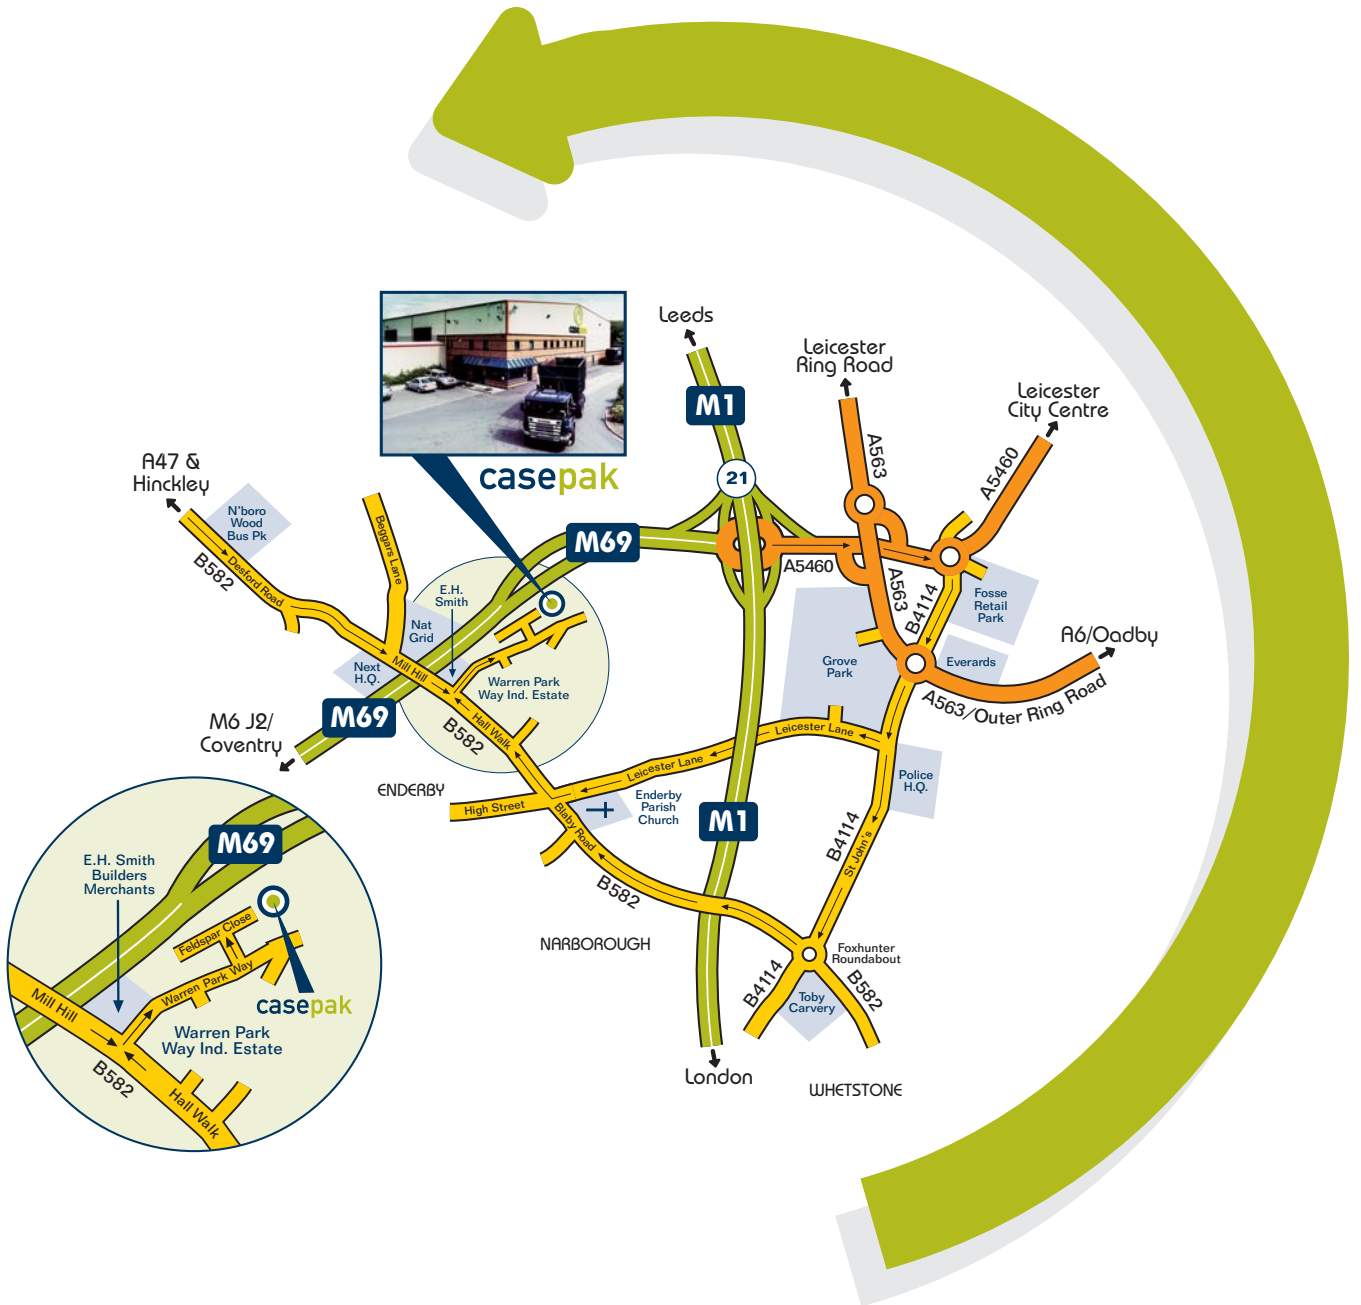 Leeds
M1
Leicester
Ring Road
Leicester
City Centre
A563
A5460
A47 &
Hinckley
N'boro
Wood
Bus Pk
casepak
21
M69
A5460
A563
B4114
Fosse
Retail
Park
Beggars Lane
B582
Desford Road
E.H.
Smith
Nat
Grid
Next
H.Q.
Mill Hill
Warren Park
Way Ind. Estate
Grove
Park
Everards
A6/Oadby
A563/Outer Ring Road
M69
M6 J2/
Coventry
B582
Hall Walk
Leicester Lane
Leicester Lane
Police
H.Q.
ENDERBY
High Street
Enderby
Parish
Church
Blaby Road
M1
B4114
St John's
B582
NARBOROUGH
Foxhunter
Roundabout
B4114
B582
Toby
Carvery
London
WHETSTONE
M69
E.H. Smith
Builders
Merchants
Feldspar Close
Warren Park Way
casepak
Mill Hill
Warren Park
Way Ind. Estate
B582
Hall Walk